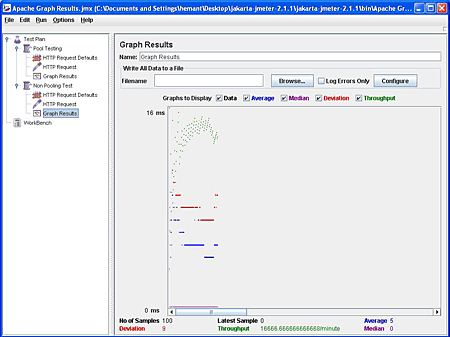 Apache Graph Results.jmx (C:\Documents and Settings\hemant\Desktop\jakarta-jmeter-2.1.1\jakarta-jmeter-2.1.1\bin\Apache Gr...
File Edit Run Options Help
Test Plan
Pool Testing
HTTP Request Defaults
HTTP Request
Graph Results
Non Pooling Test
HTTP Request Defaults
HTTP Request
Graph Results
WorkBench
Graph Results
Name: Graph Results
Write All Data to a File
Filename Browse... Log Errors Only Configure
Graphs to Display Data Average Median Deviation Throughput
16 ms
0 ms
No of Samples 100 Latest Sample 0 Average 5
Deviation 9 Throughput 16666.666666666668/minute Median 0